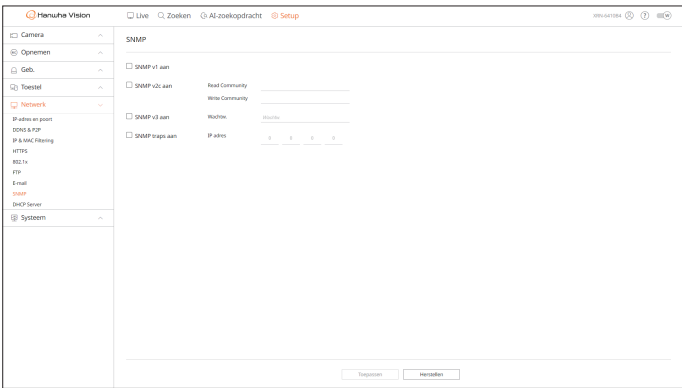 Hanwha Vision
Live Zoeken AI-zoekopdracht Setup
Camera
Opnemen
Geb.
Toestel
Netwerk
IP-adres en poort
DDNS & P2P
IP & MAC Filtering
HTTPS
802.1x
FTP
E-mail
SNMP
DHCP Server
Systeem
SNMP
SNMP v1 aan
SNMP v2c aan Read Community
Write Community
SNMP v3 aan Wachtw.
SNMP traps aan IP adres
0 0 0 0
Toepassen Herstellen